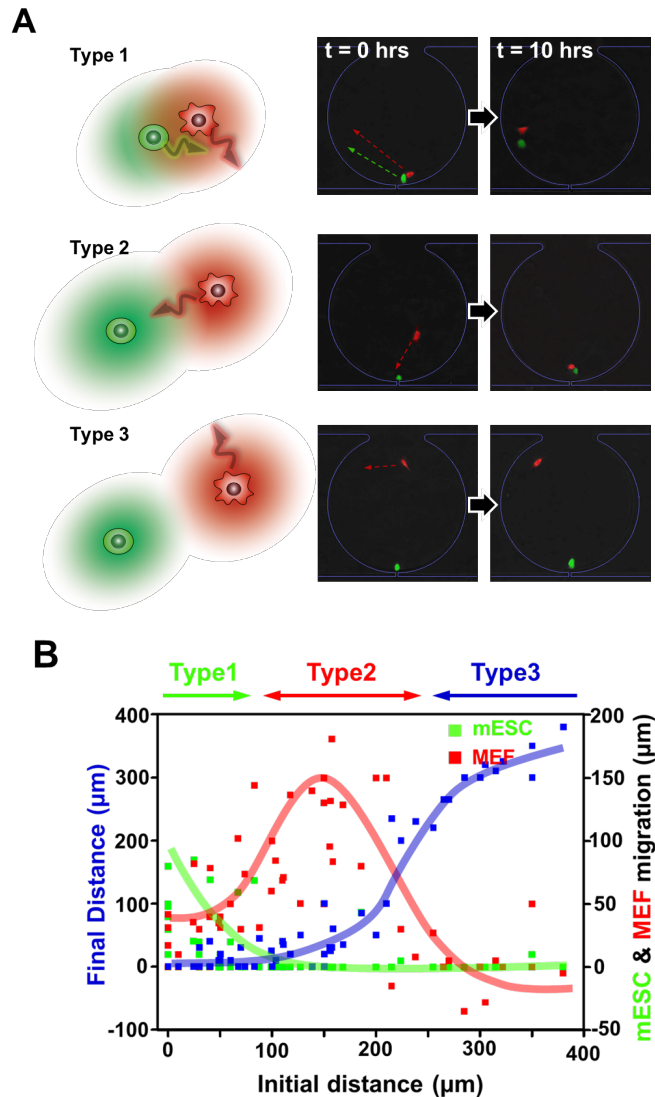 A
Type 1
t = 0 hrs
t = 10 hrs
Type 2
Type 3
B
Type1
Type2
Type3
400
300
200
100
0
-100
Final Distance (µm)
mESC
MEF
200
150
100
50
0
-50
mESC & MEF migration (µm)
0
100
200
300
400
Initial distance (µm)